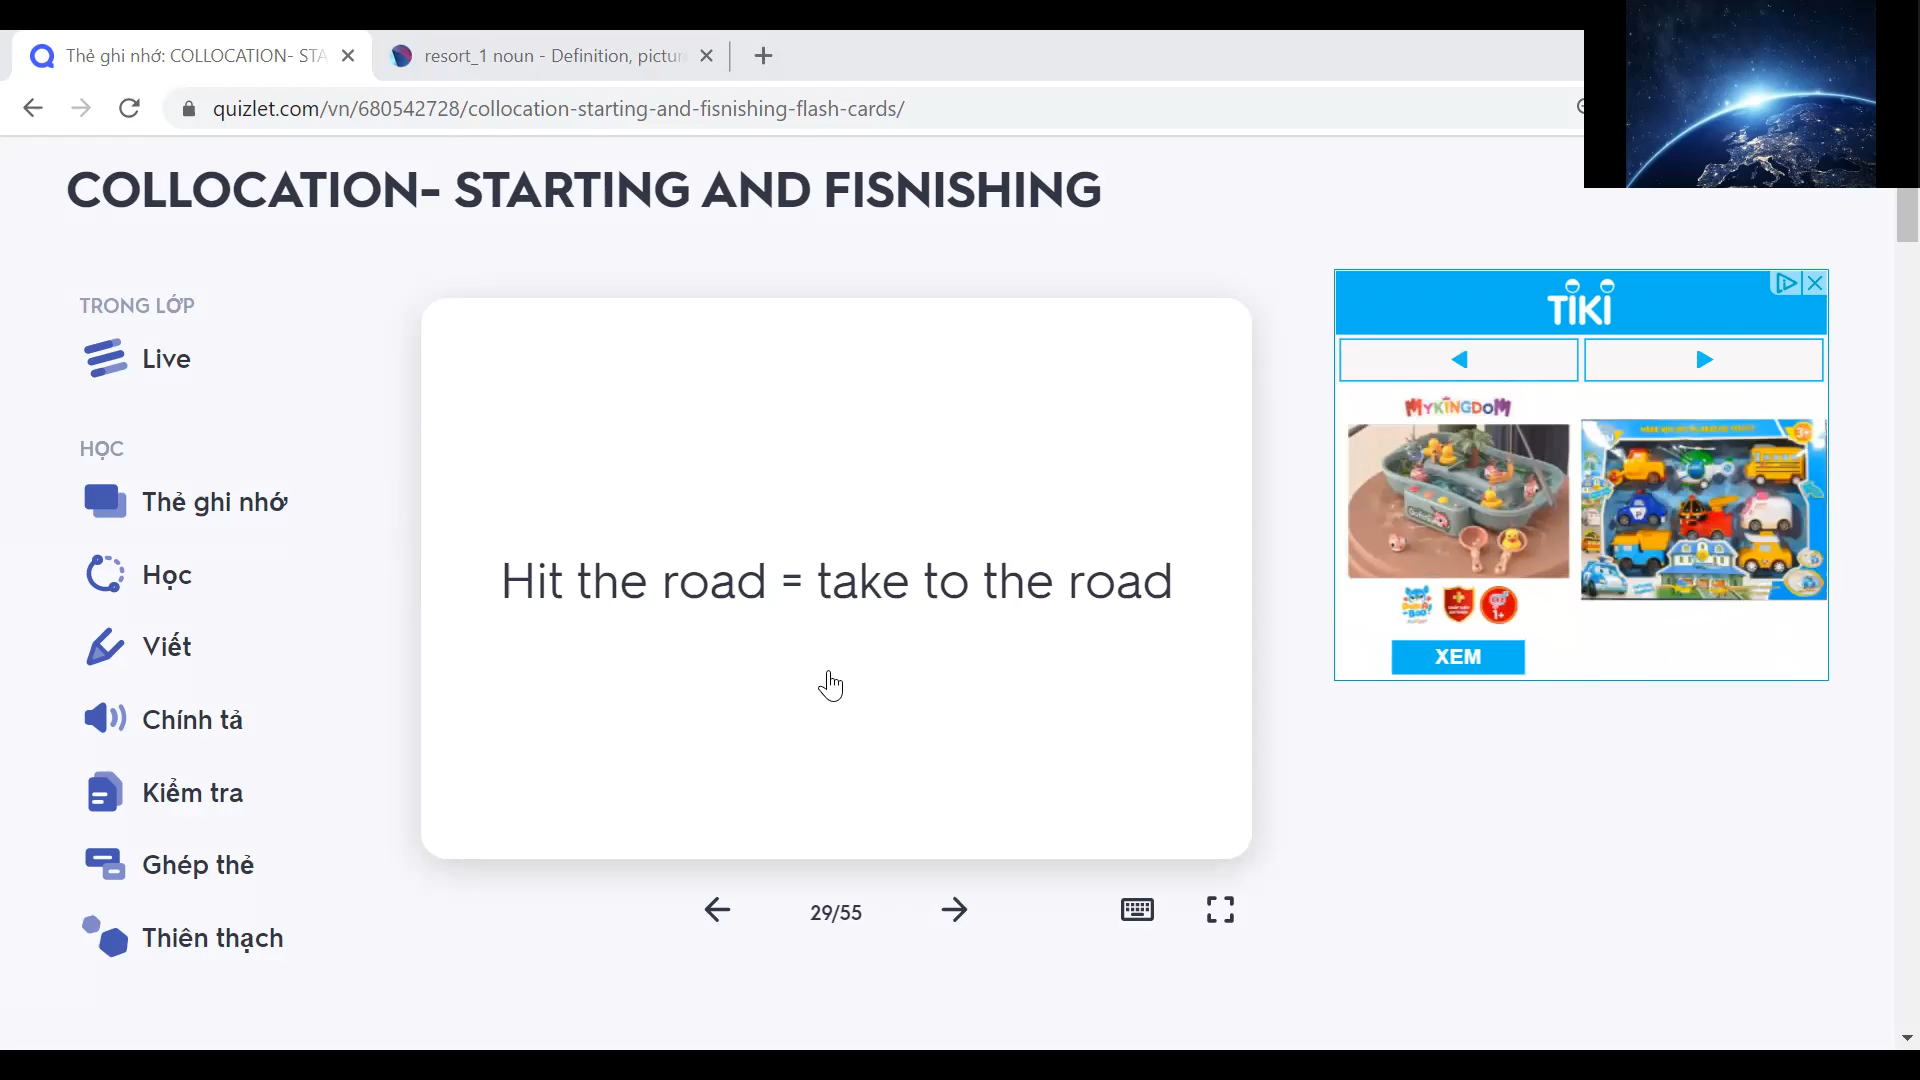 Thẻ ghi nhớ: COLLOCATION- STA
resort_1 noun - Definition, pictur
quizlet.com/vn/680542728/collocation-starting-and-fisnishing-flash-cards/
COLLOCATION- STARTING AND FISNISHING
TRONG LỚP
Live
HỌC
Thẻ ghi nhớ
Học
Viết
Chính tả
Kiểm tra
Ghép thẻ
Thiên thạch
Hit the road = take to the road
29/55
TIKI
MYKINGDOM
1+
3+
XEM